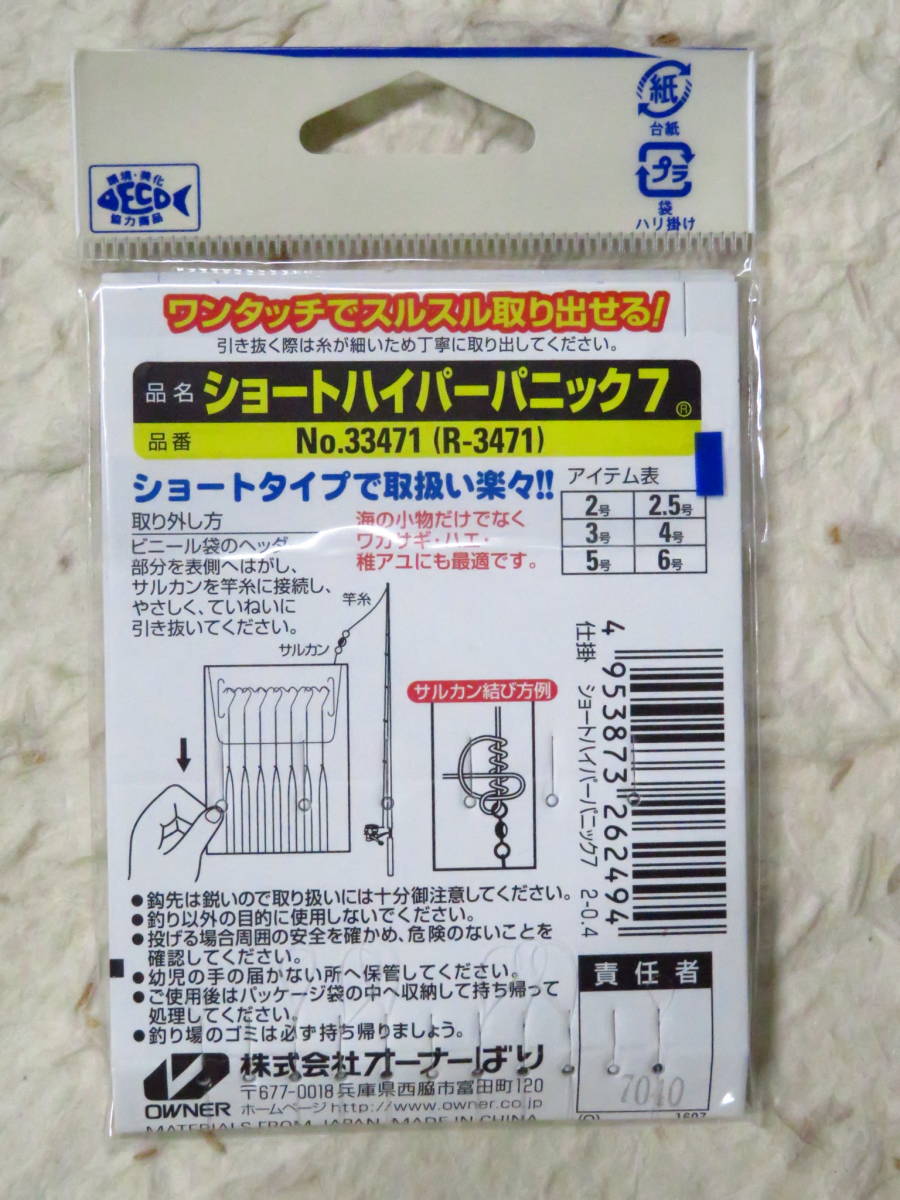 紙
台紙
プラ
袋
ハリ掛け
環境・美化
ECO
協力商品
ワンタッチでスルスル取り出せる!
引き抜く際は糸が細いため丁寧に取り出してください。
品名 ショートハイパーパニック7®
品番 No.33471 (R-3471)
ショートタイプで取扱い楽々!!
取り外し方
ビニール袋のヘッダー
部分を表側へはがし、
サルカンを竿糸に接続し、
やさしく、ていねいに
引き抜いてください。
海の小物だけでなく
ワカサギ・ハエ・
稚アユにも最適です。
アイテム表
2号 2.5号
3号 4号
5号 6号
竿糸
サルカン
サルカン結び方例
仕掛 ショートハイパーパニック7 2-0.4
4 953873 262494
●鈎先は鋭いので取り扱いには十分御注意してください。
●釣り以外の目的に使用しないでください。
●投げる場合周囲の安全を確かめ、危険のないことを
確認してください。
●幼児の手の届かない所へ保管してください。
●ご使用後はパッケージ袋の中へ収納して持ち帰って
処理してください。
●釣り場のゴミは必ず持ち帰りましょう。
責任者
7040
OWNER
株式会社オーナーばり
〒677-0018 兵庫県西脇市富田町120
ホームページ http://www.owner.co.jp
MATERIALS FROM JAPAN, MADE IN CHINA
(O) 1607